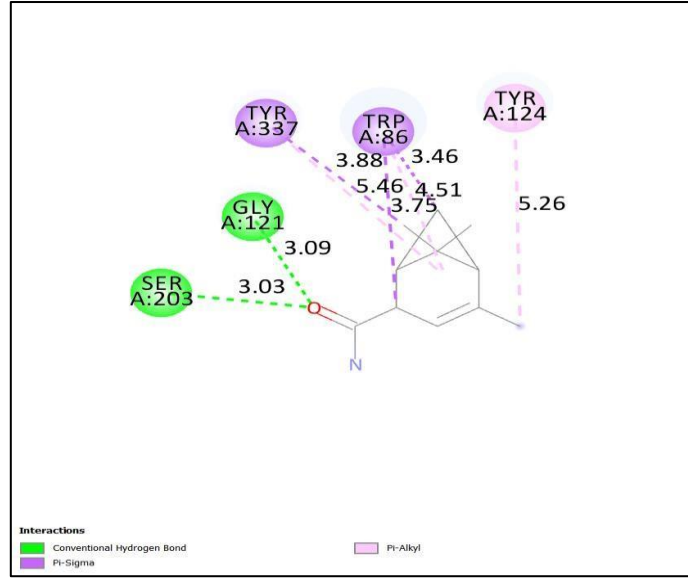 TYR
A:337
TRP
A:86
TYR
A:124
3.88
3.46
5.46
4.51
3.75
5.26
GLY
A:121
3.09
SER
A:203
3.03
O
N
Interactions
Conventional Hydrogen Bond
Pi-Sigma
Pi-Alkyl